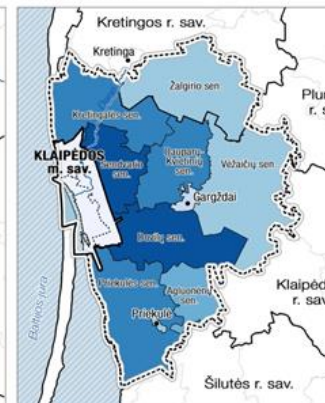 Kretingos r. sav.
Kretinga
Žalgirio sen.
Plun
r. s
Kretingalės sen.
KLAIPĖDOS
m. sav.
Sendvario
sen.
Dauparų-
Kvietinių
sen.
Vėžaičių sen.
Gargždai
Dovilų sen.
Klaipėd
r. sav
Priekulės sen.
Agluonėnų
sen.
Priekulė
Baltijos jūra
Šilutės r. sav.